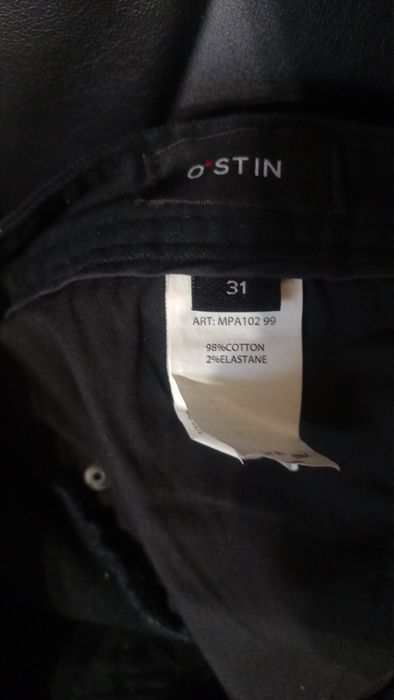 O'STIN
31
ART: MPA102 99
98%COTTON
2%ELASTANE